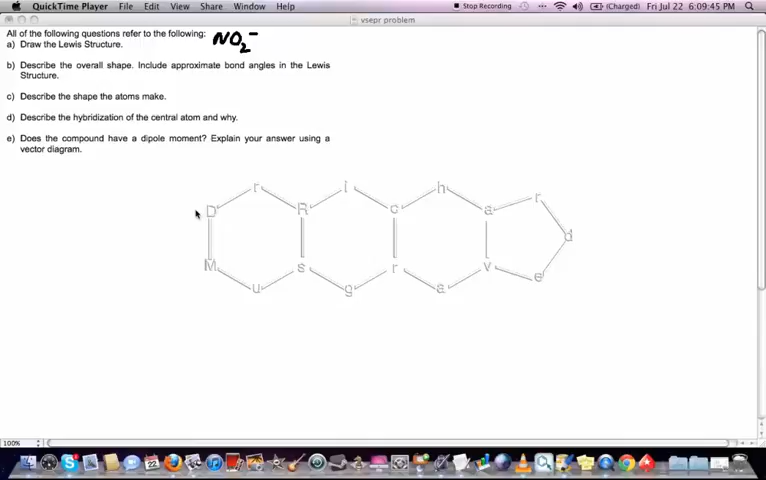 QuickTime Player File Edit View Share Window Help Stop Recording (Charged) Fri Jul 22 6:09:45 PM
vsepr problem
All of the following questions refer to the following: NO2-
a) Draw the Lewis Structure.
b) Describe the overall shape. Include approximate bond angles in the Lewis
Structure.
c) Describe the shape the atoms make.
d) Describe the hybridization of the central atom and why.
e) Does the compound have a dipole moment? Explain your answer using a
vector diagram.
D r R i c h a r d
M u s g r a v e
100%
22